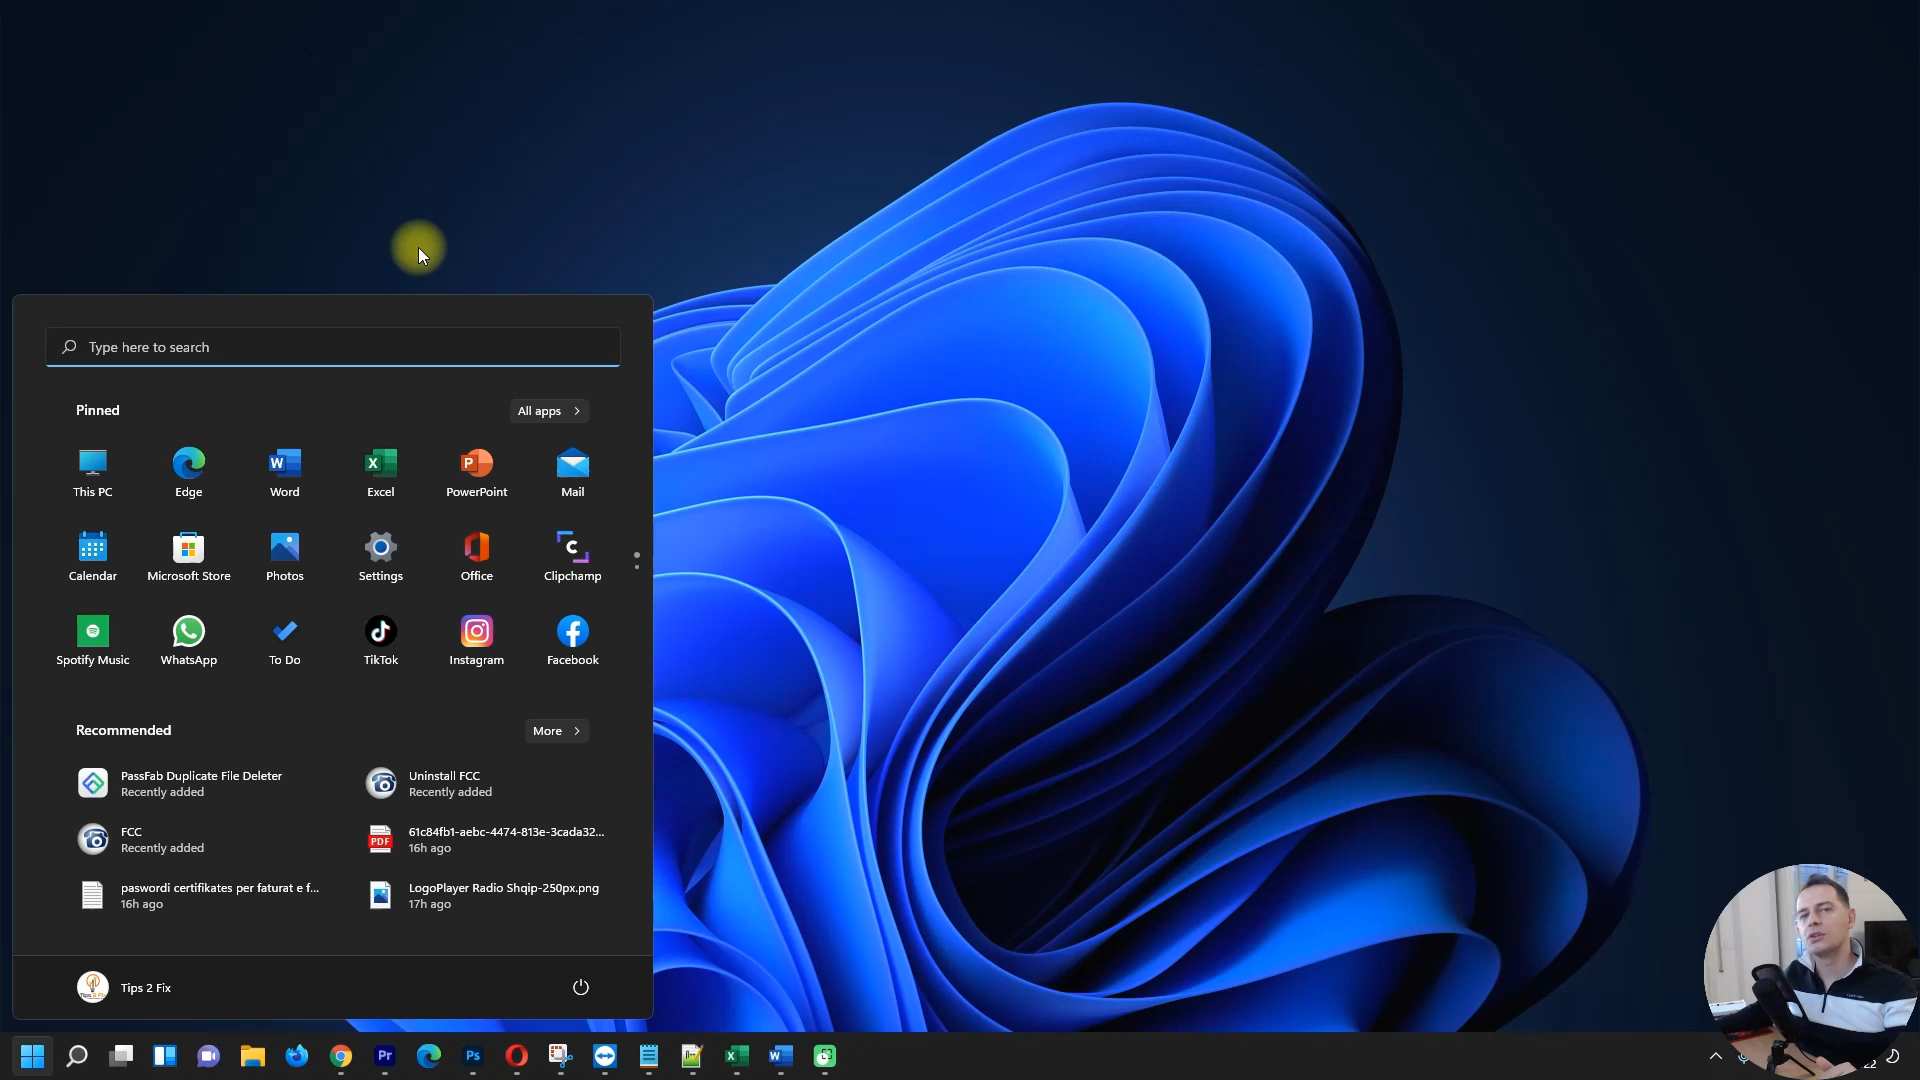 Type here to search
Pinned
All apps
This PC
Edge
Word
Excel
PowerPoint
Mail
Calendar
Microsoft Store
Photos
Settings
Office
Clipchamp
Spotify Music
WhatsApp
To Do
TikTok
Instagram
Facebook
Recommended
More
PassFab Duplicate File Deleter
Recently added
Uninstall FCC
Recently added
FCC
Recently added
61c84fb1-aebc-4474-813e-3cada32...
16h ago
paswordi certifikates per faturat e f...
16h ago
LogoPlayer Radio Shqip-250px.png
17h ago
Tips 2 Fix